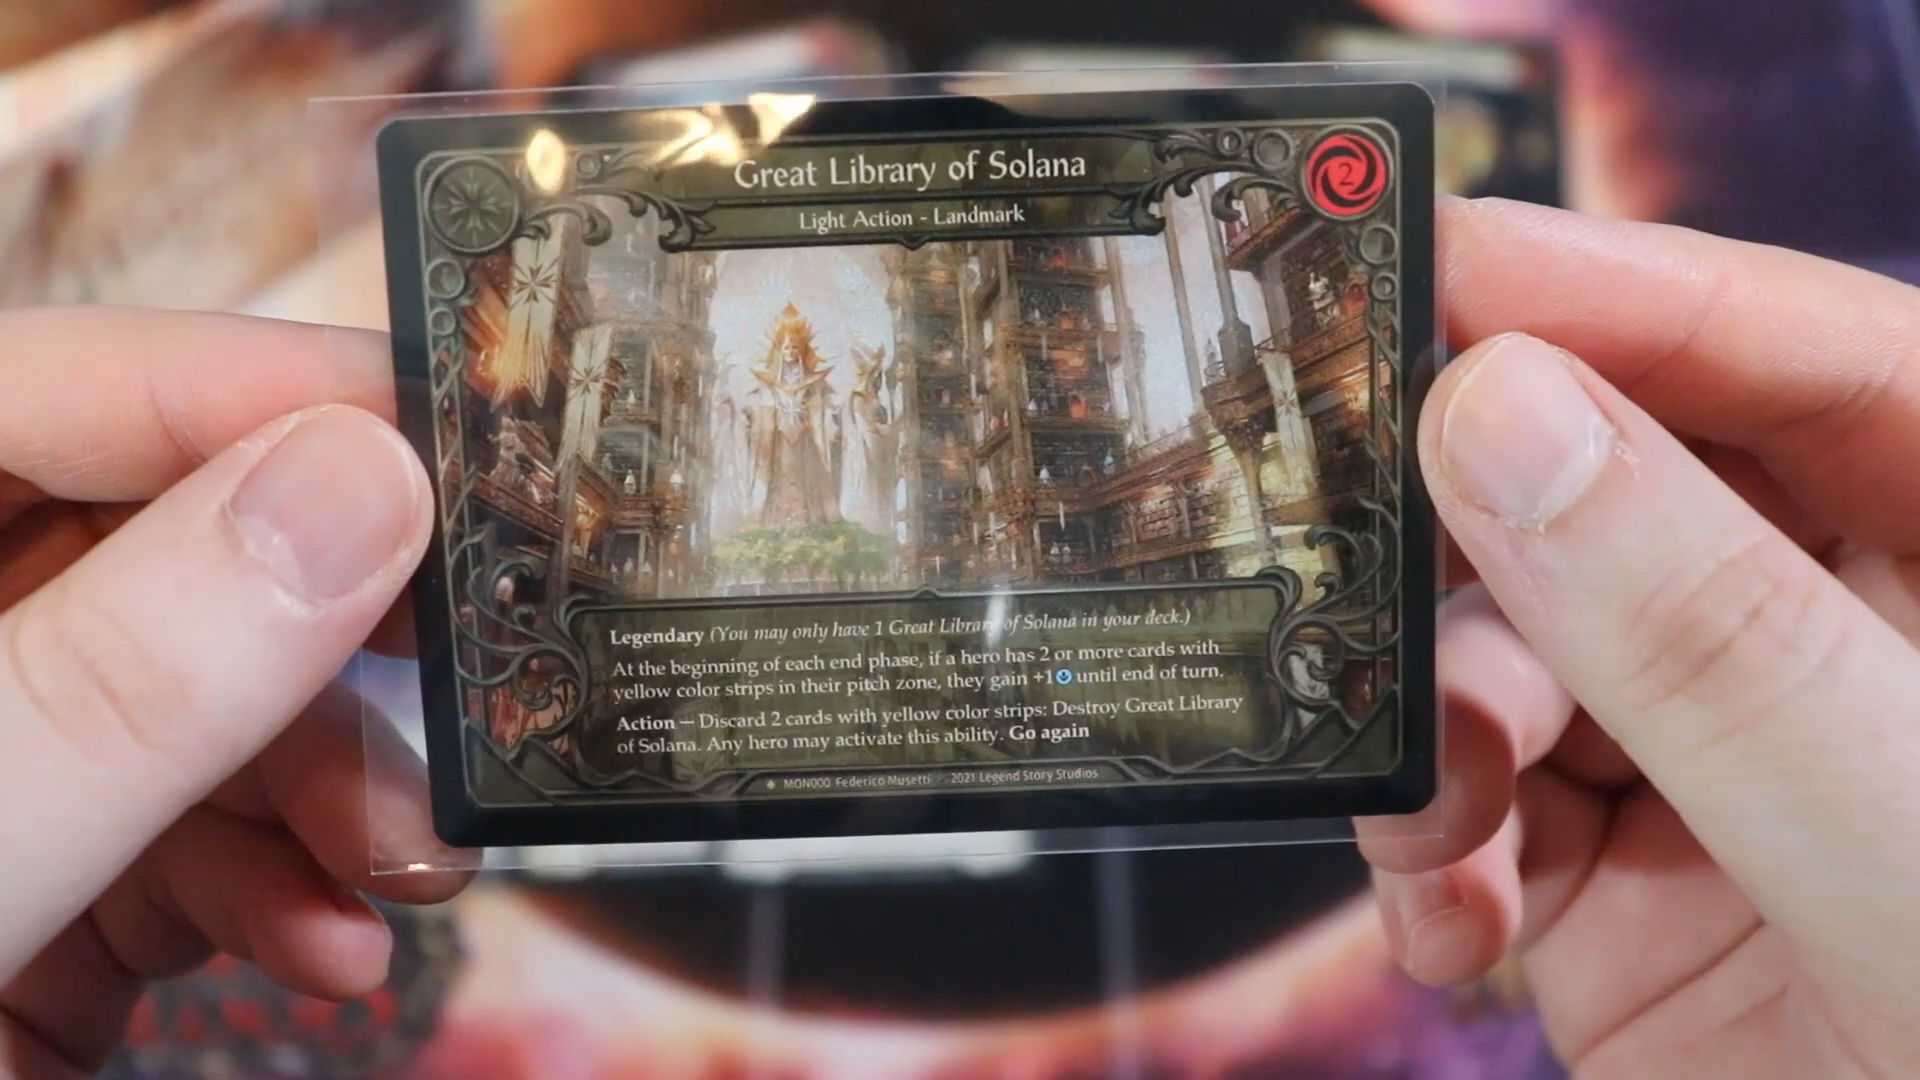 Great Library of Solana
2
Light Action - Landmark
Legendary (You may only have 1 Great Library of Solana in your deck.)
At the beginning of each end phase, if a hero has 2 or more cards with
yellow color strips in their pitch zone, they gain +1 until end of turn.
Action — Discard 2 cards with yellow color strips: Destroy Great Library
of Solana. Any hero may activate this ability. Go again
MON000 Federico Musetti 2021 Legend Story Studios